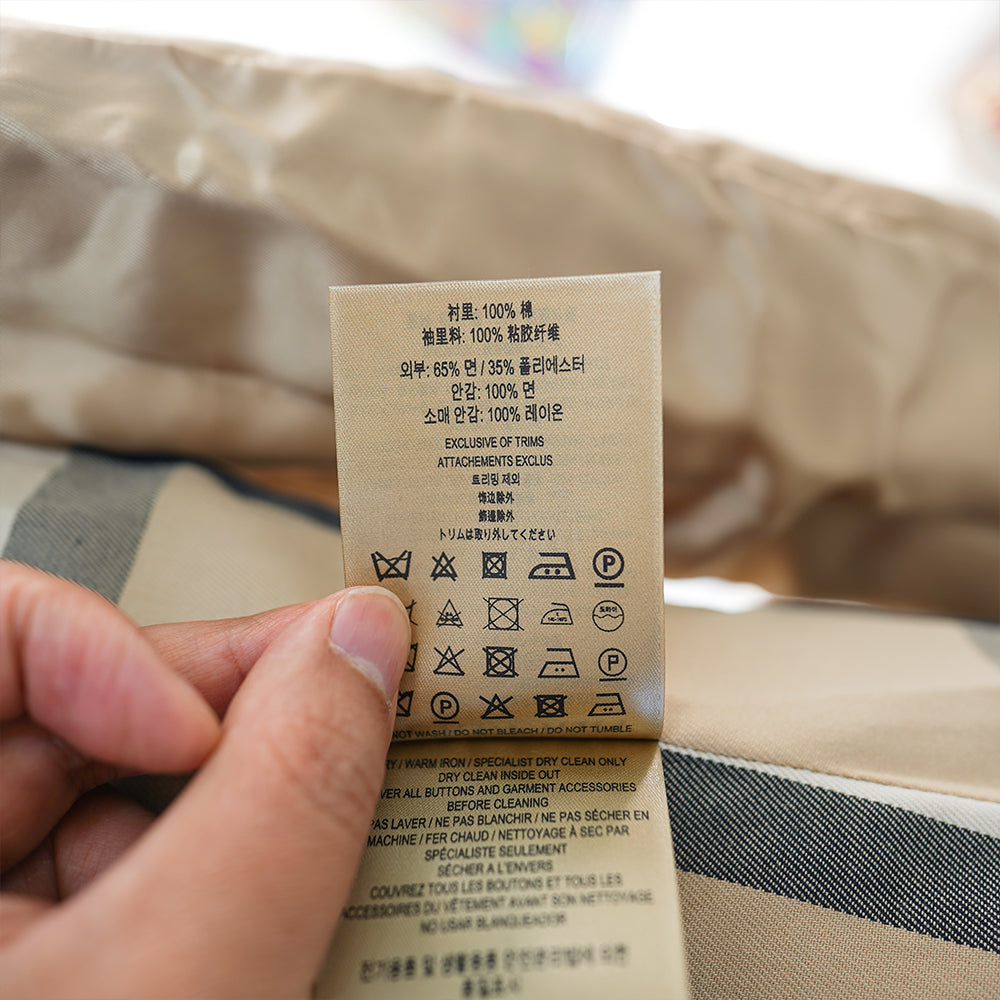 衬里: 100% 棉
袖里料: 100% 粘胶纤维
외부: 65% 면 / 35% 폴리에스터
안감: 100% 면
소매 안감: 100% 레이온
EXCLUSIVE OF TRIMS
ATTACHEMENTS EXCLUS
트리밍 제외
饰边除外
飾邊除外
トリムは取り外してください
P
드라이
P
P
NOT WASH / DO NOT BLEACH / DO NOT TUMBLE
/ WARM IRON / SPECIALIST DRY CLEAN ONLY
DRY CLEAN INSIDE OUT
ALL BUTTONS AND GARMENT ACCESSORIES
BEFORE CLEANING
PAS LAVER / NE PAS BLANCHIR / NE PAS SÉCHER EN
MACHINE / FER CHAUD / NETTOYAGE À SEC PAR
SPÉCIALISTE SEULEMENT
SÉCHER A L'ENVERS
COUVREZ TOUS LES BOUTONS ET TOUS LES
ACCESSOIRES DU VÊTEMENT AVANT SON NETTOYAGE
NO USAR BLANQUEADOR